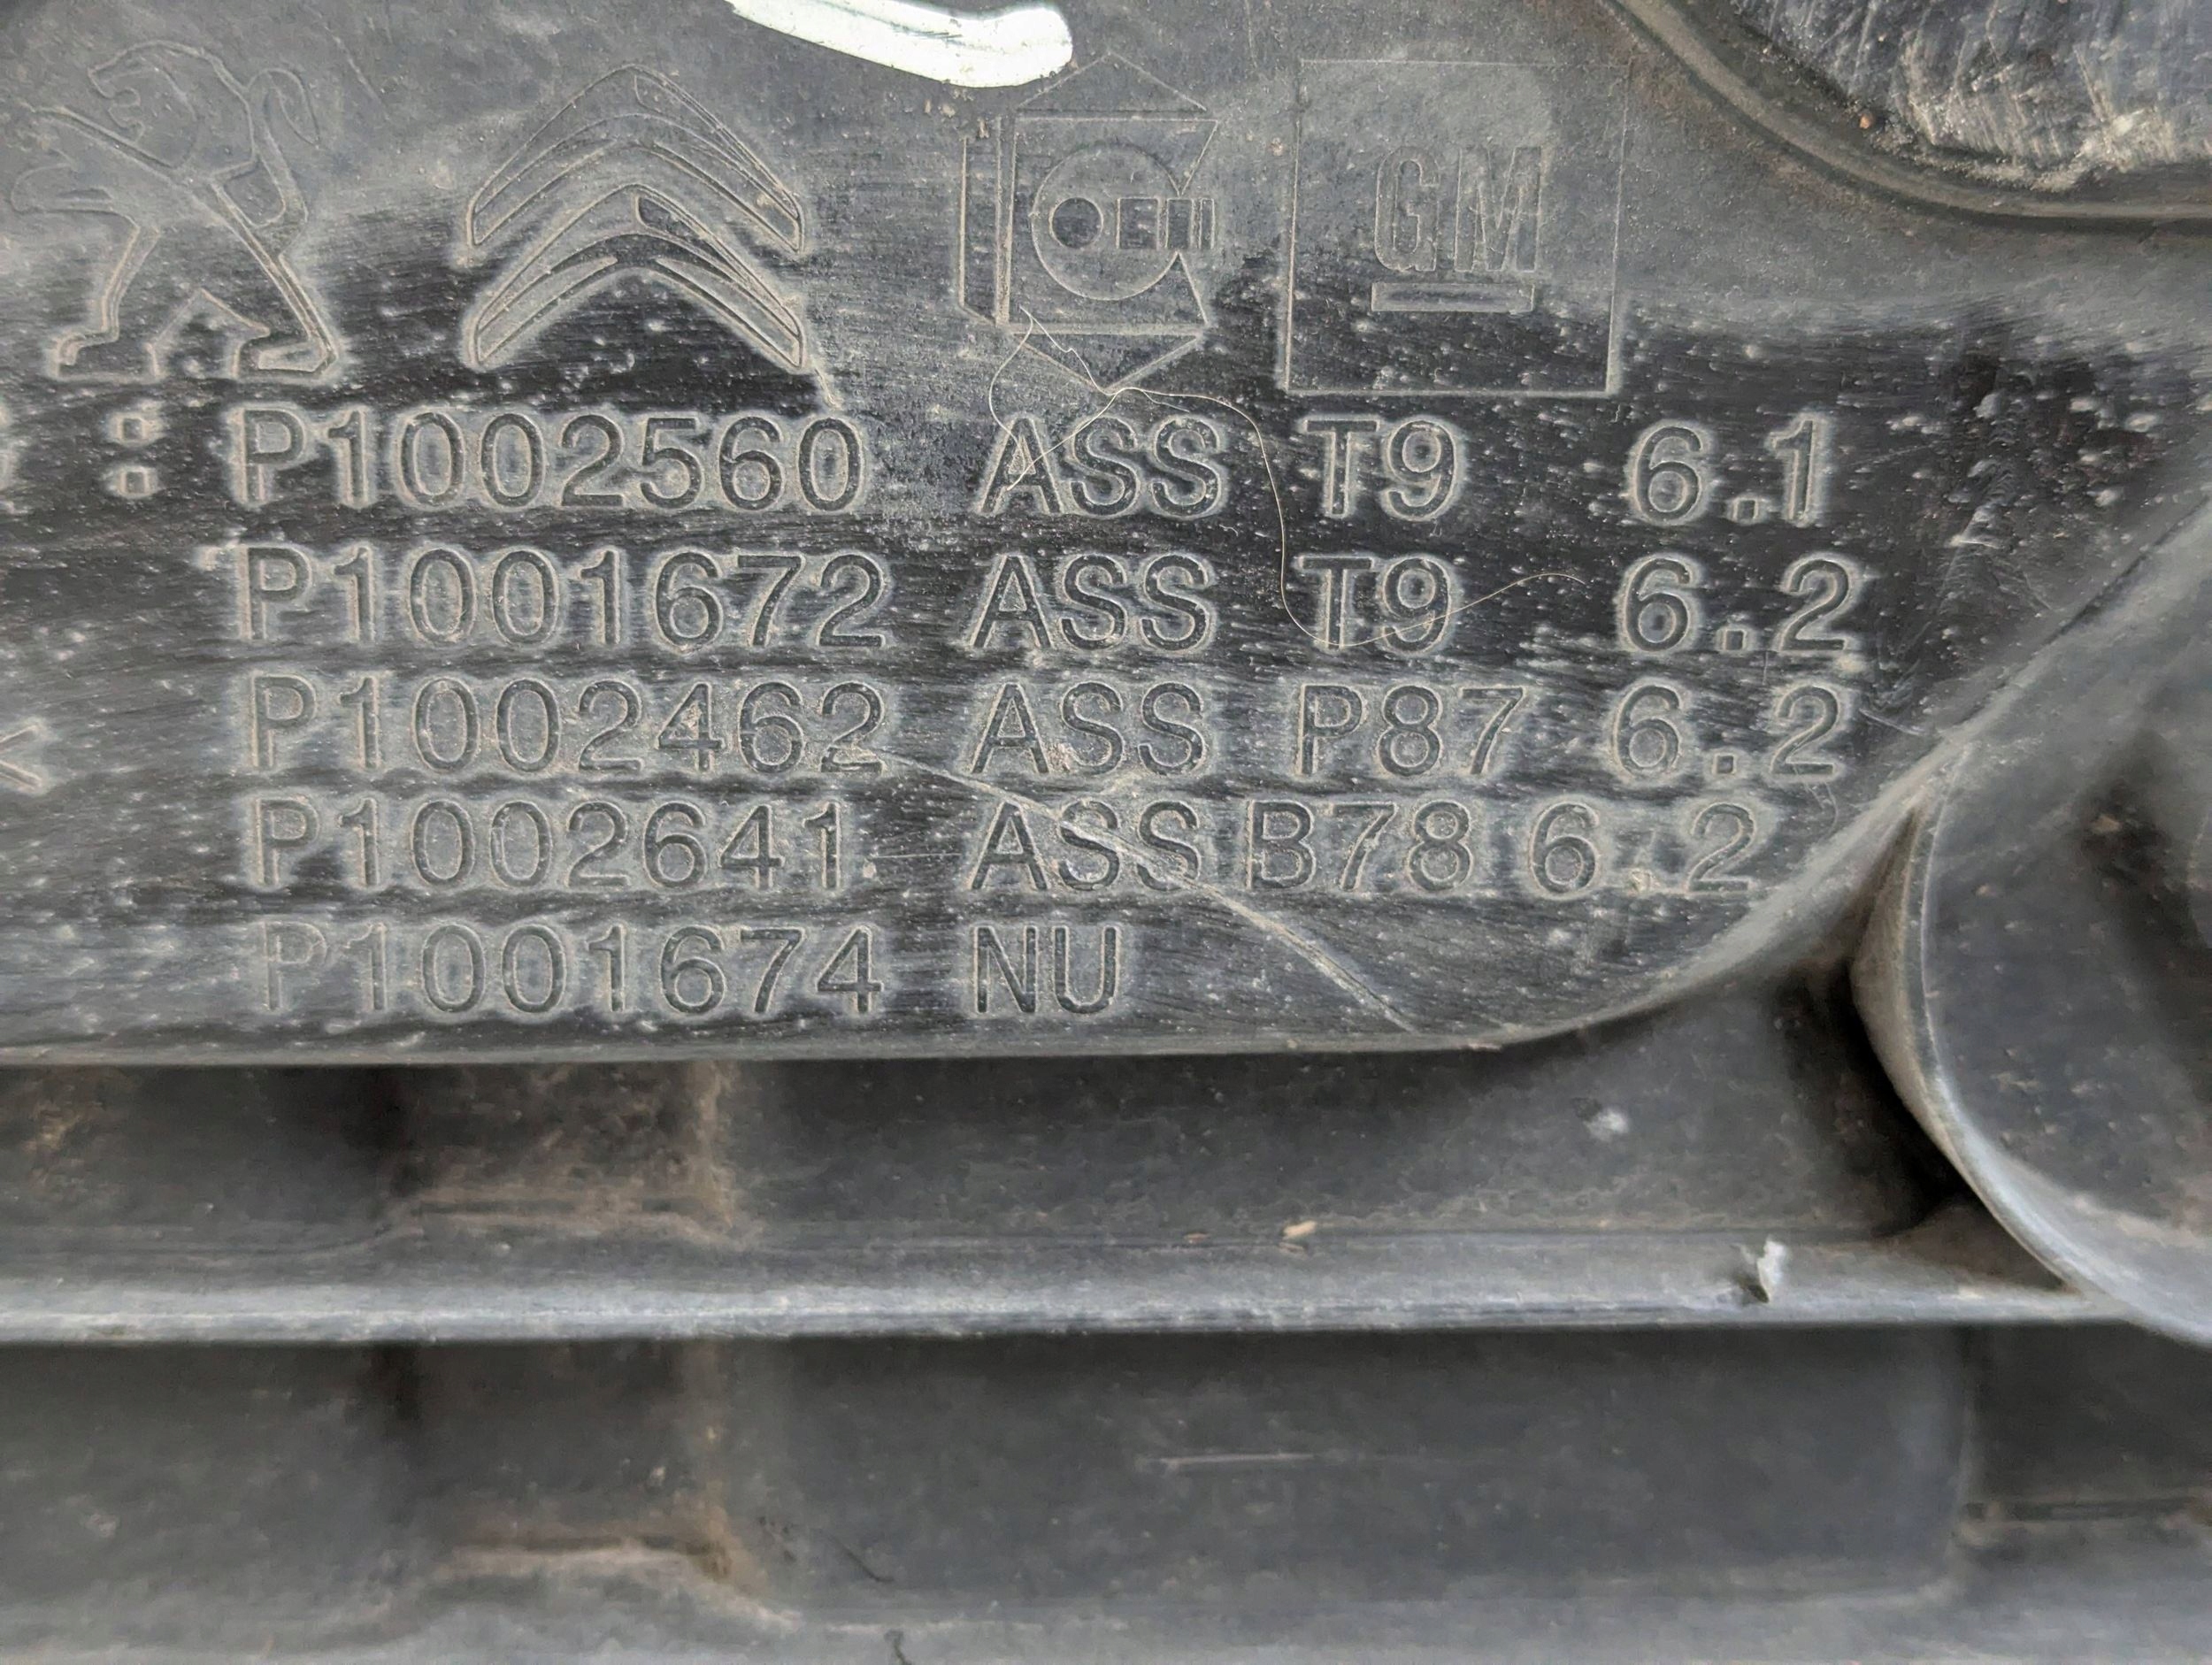 OEM
GM
: P1002560 ASS T9 6.1
P1001672 ASS T9 6.2
P1002462 ASS P87 6.2
< P1002641 ASS B78 6.2
P1001674 NU